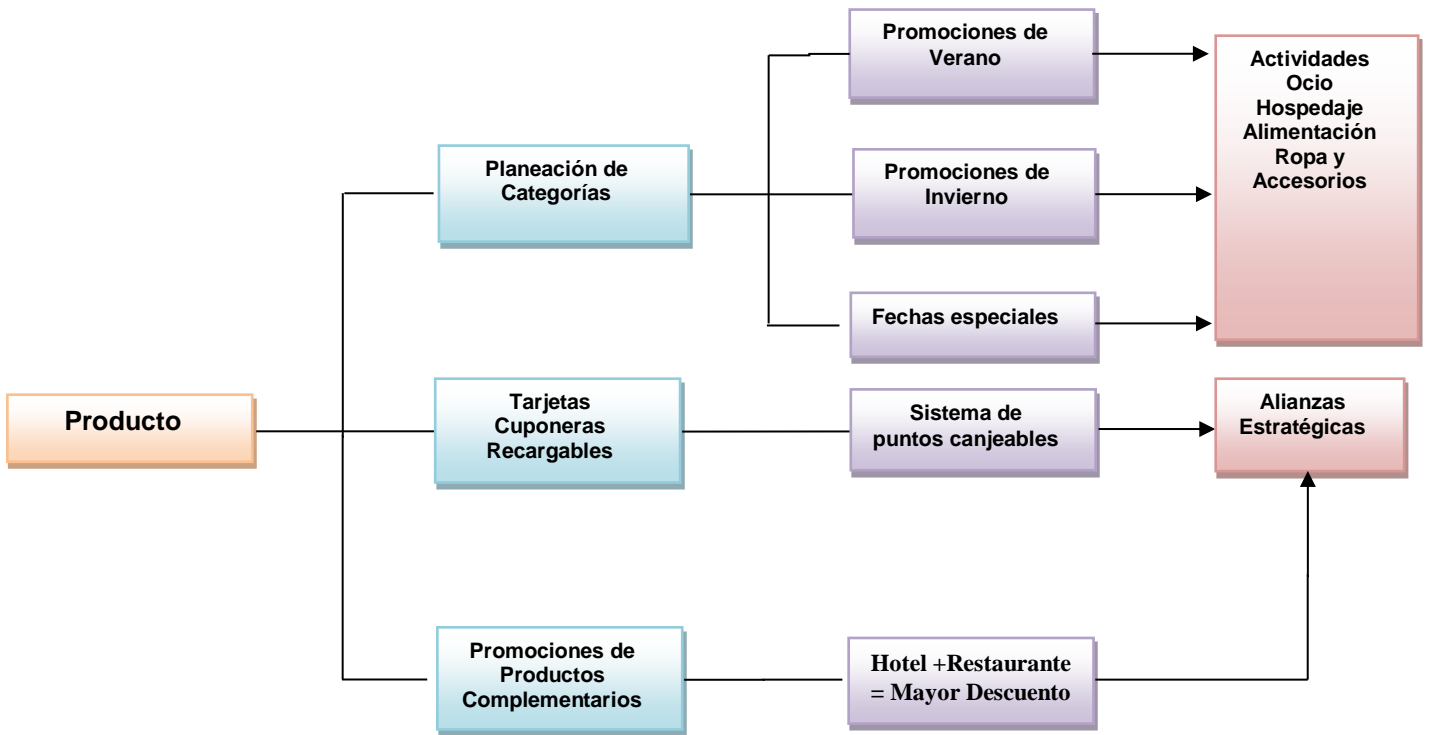 Promociones de
Verano
Actividades
Ocio
Hospedaje
Alimentación
Ropa y
Accesorios
Planeación de
Categorías
Promociones de
Invierno
Fechas especiales
Producto
Tarjetas
Cuponeras
Recargables
Sistema de
puntos canjeables
Alianzas
Estratégicas
Promociones de
Productos
Complementarios
Hotel +Restaurante
= Mayor Descuento